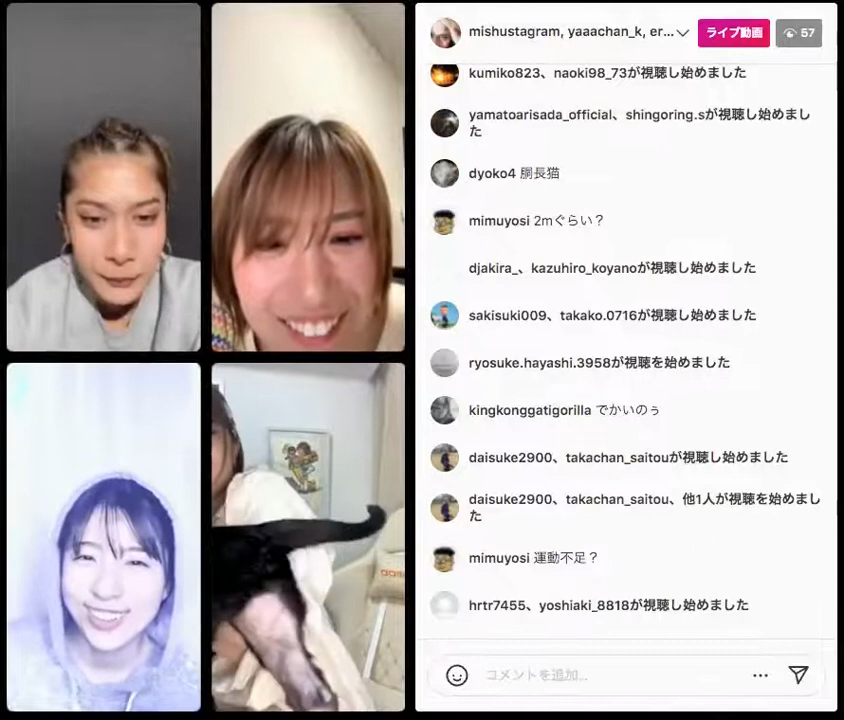 mishustagram, yaaachan_k, er...
ライブ動画
57
kumiko823、naoki98_73が視聴し始めました
yamatoarisada_official、shingoring.sが視聴し始めまし
た
dyoko4 胴長猫
mimuyosi 2mぐらい？
djakira_、kazuhiro_koyanoが視聴し始めました
sakisuki009、takako.0716が視聴し始めました
ryosuke.hayashi.3958が視聴を始めました
kingkonggatigorilla でかいのぅ
daisuke2900、takachan_saitouが視聴し始めました
daisuke2900、takachan_saitou、他1人が視聴を始めまし
た
mimuyosi 運動不足？
hrtr7455、yoshiaki_8818が視聴し始めました
コメントを追加...